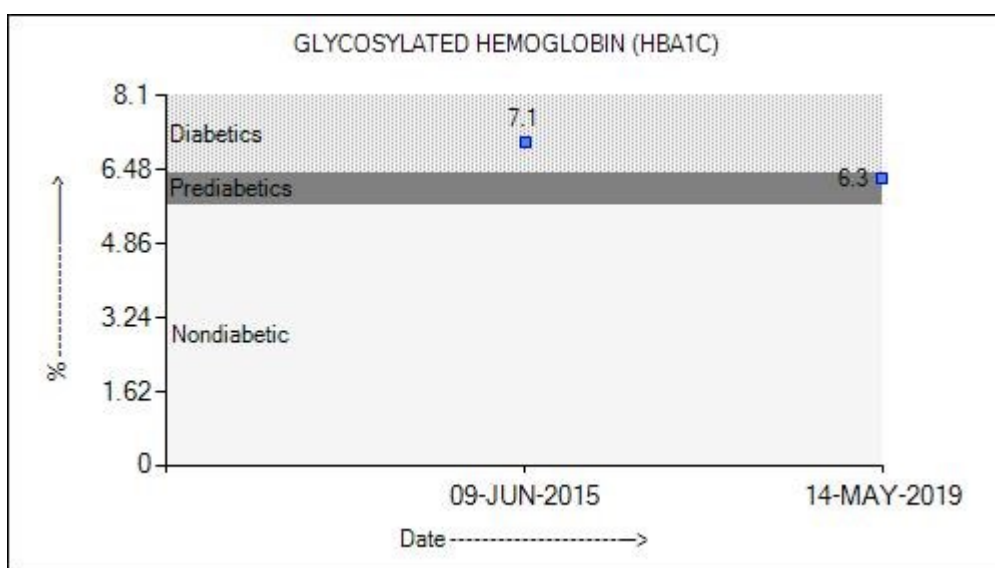 GLYCOSYLATED HEMOGLOBIN (HBA1C)
8.1
Diabetics
7.1
6.48
Prediabetics
6.3
4.86
3.24
Nondiabetic
%-------------->
1.62
0
09-JUN-2015 14-MAY-2019
Date ----------------------->